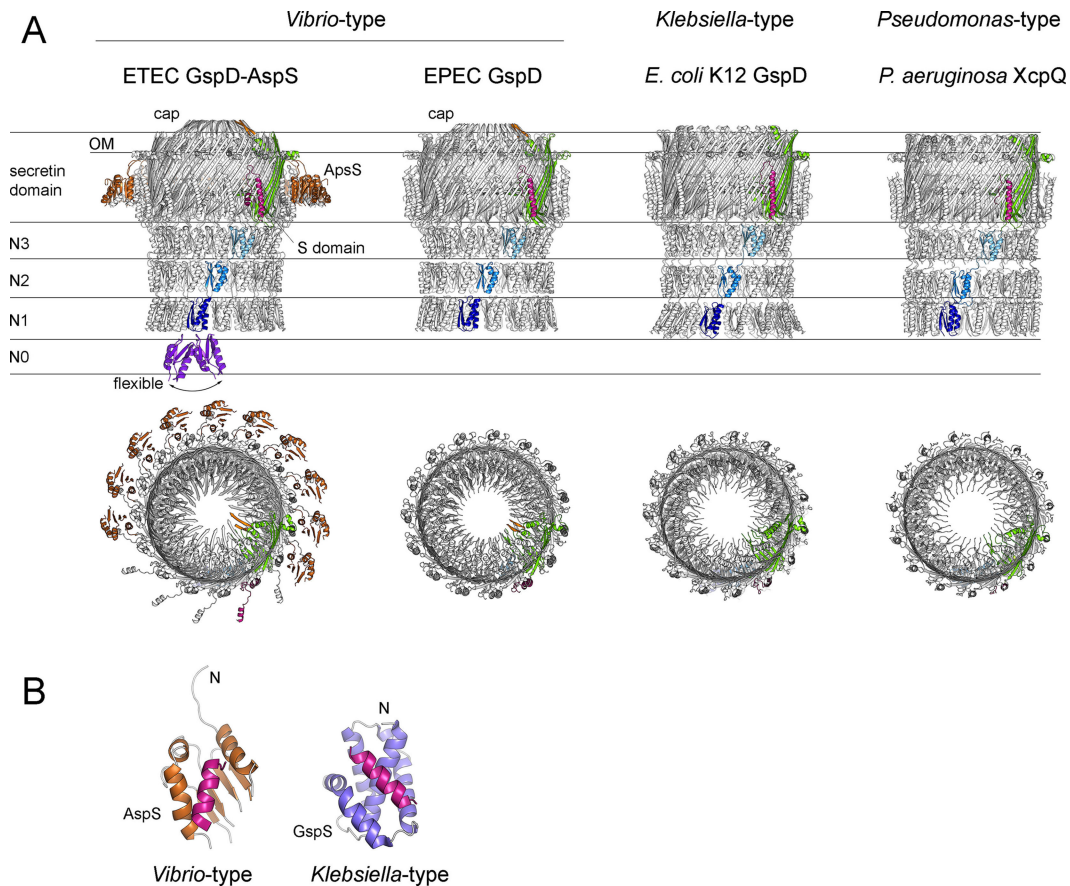 A
Vibrio-type
Klebsiella-type
Pseudomonas-type
ETEC GspD-AspS
EPEC GspD
E. coli K12 GspD
P. aeruginosa XcpQ
cap
cap
OM
secretin
domain
ApsS
S domain
N3
N2
N1
N0
flexible
B
N
N
AspS
GspS
Vibrio-type
Klebsiella-type